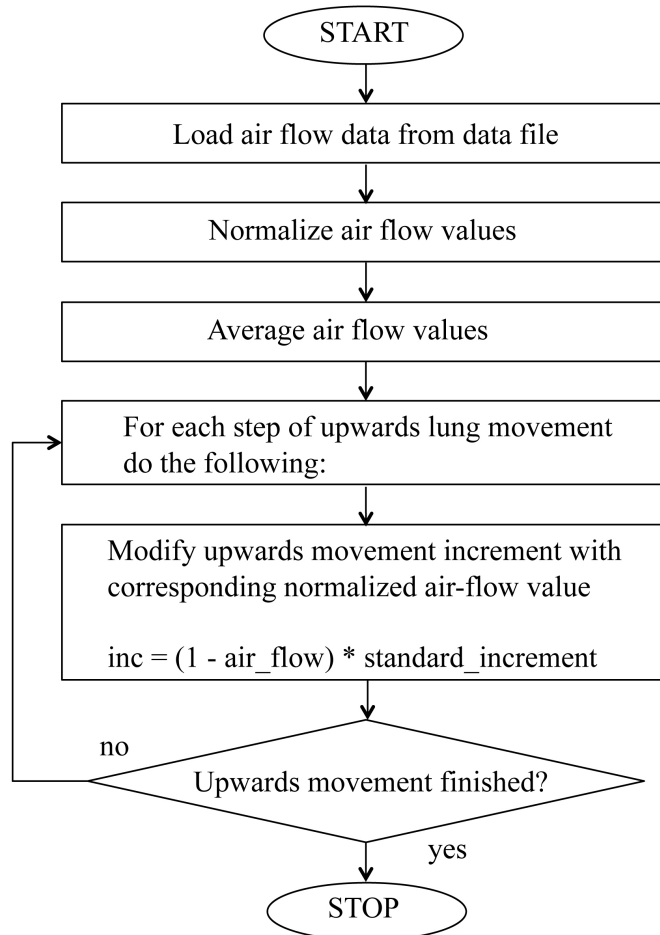 START
Load air flow data from data file
Normalize air flow values
Average air flow values
For each step of upwards lung movement
do the following:
Modify upwards movement increment with
corresponding normalized air-flow value
inc = (1 - air_flow) * standard_increment
no
Upwards movement finished?
yes
STOP